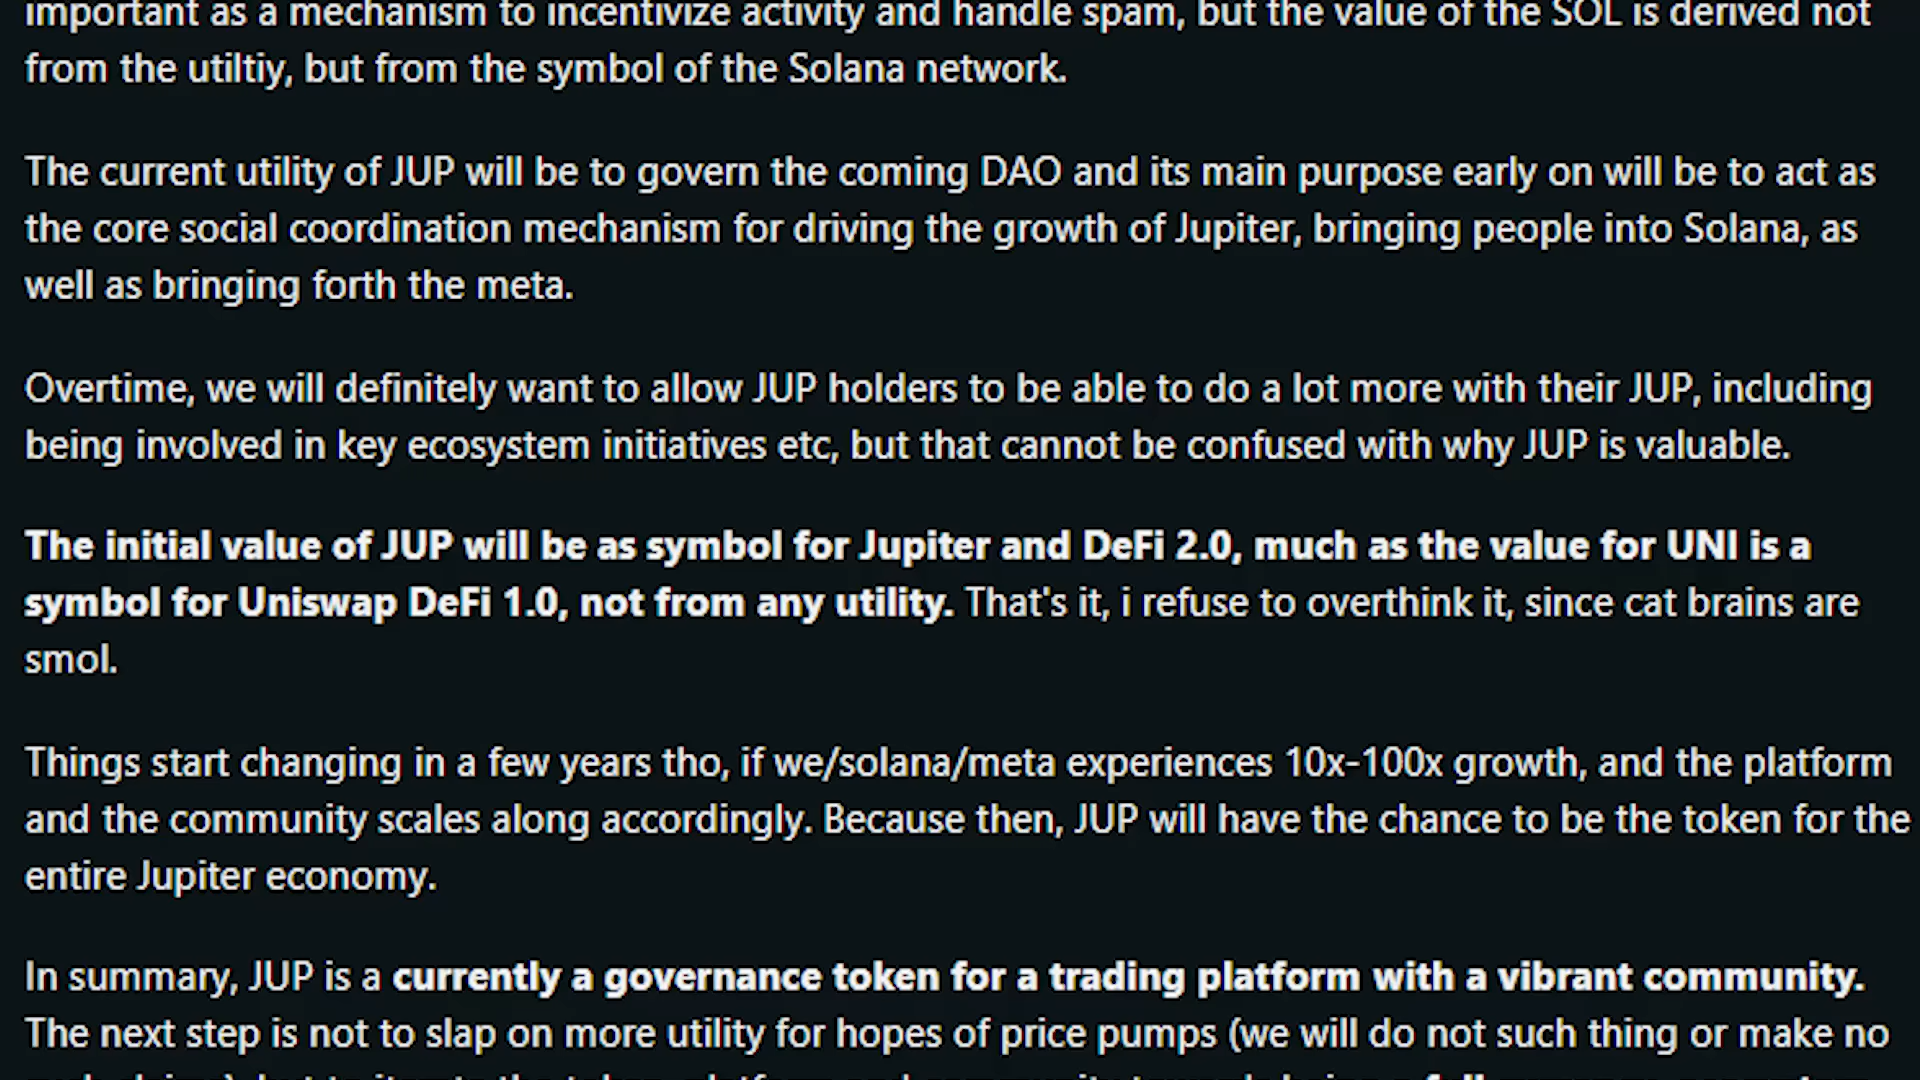 important as a mechanism to incentivize activity and handle spam, but the value of the SOL is derived not
from the utiltiy, but from the symbol of the Solana network.
The current utility of JUP will be to govern the coming DAO and its main purpose early on will be to act as
the core social coordination mechanism for driving the growth of Jupiter, bringing people into Solana, as
well as bringing forth the meta.
Overtime, we will definitely want to allow JUP holders to be able to do a lot more with their JUP, including
being involved in key ecosystem initiatives etc, but that cannot be confused with why JUP is valuable.
The initial value of JUP will be as symbol for Jupiter and DeFi 2.0, much as the value for UNI is a
symbol for Uniswap DeFi 1.0, not from any utility. That's it, i refuse to overthink it, since cat brains are
smol.
Things start changing in a few years tho, if we/solana/meta experiences 10x-100x growth, and the platform
and the community scales along accordingly. Because then, JUP will have the chance to be the token for the
entire Jupiter economy.
In summary, JUP is a currently a governance token for a trading platform with a vibrant community.
The next step is not to slap on more utility for hopes of price pumps (we will do not such thing or make no